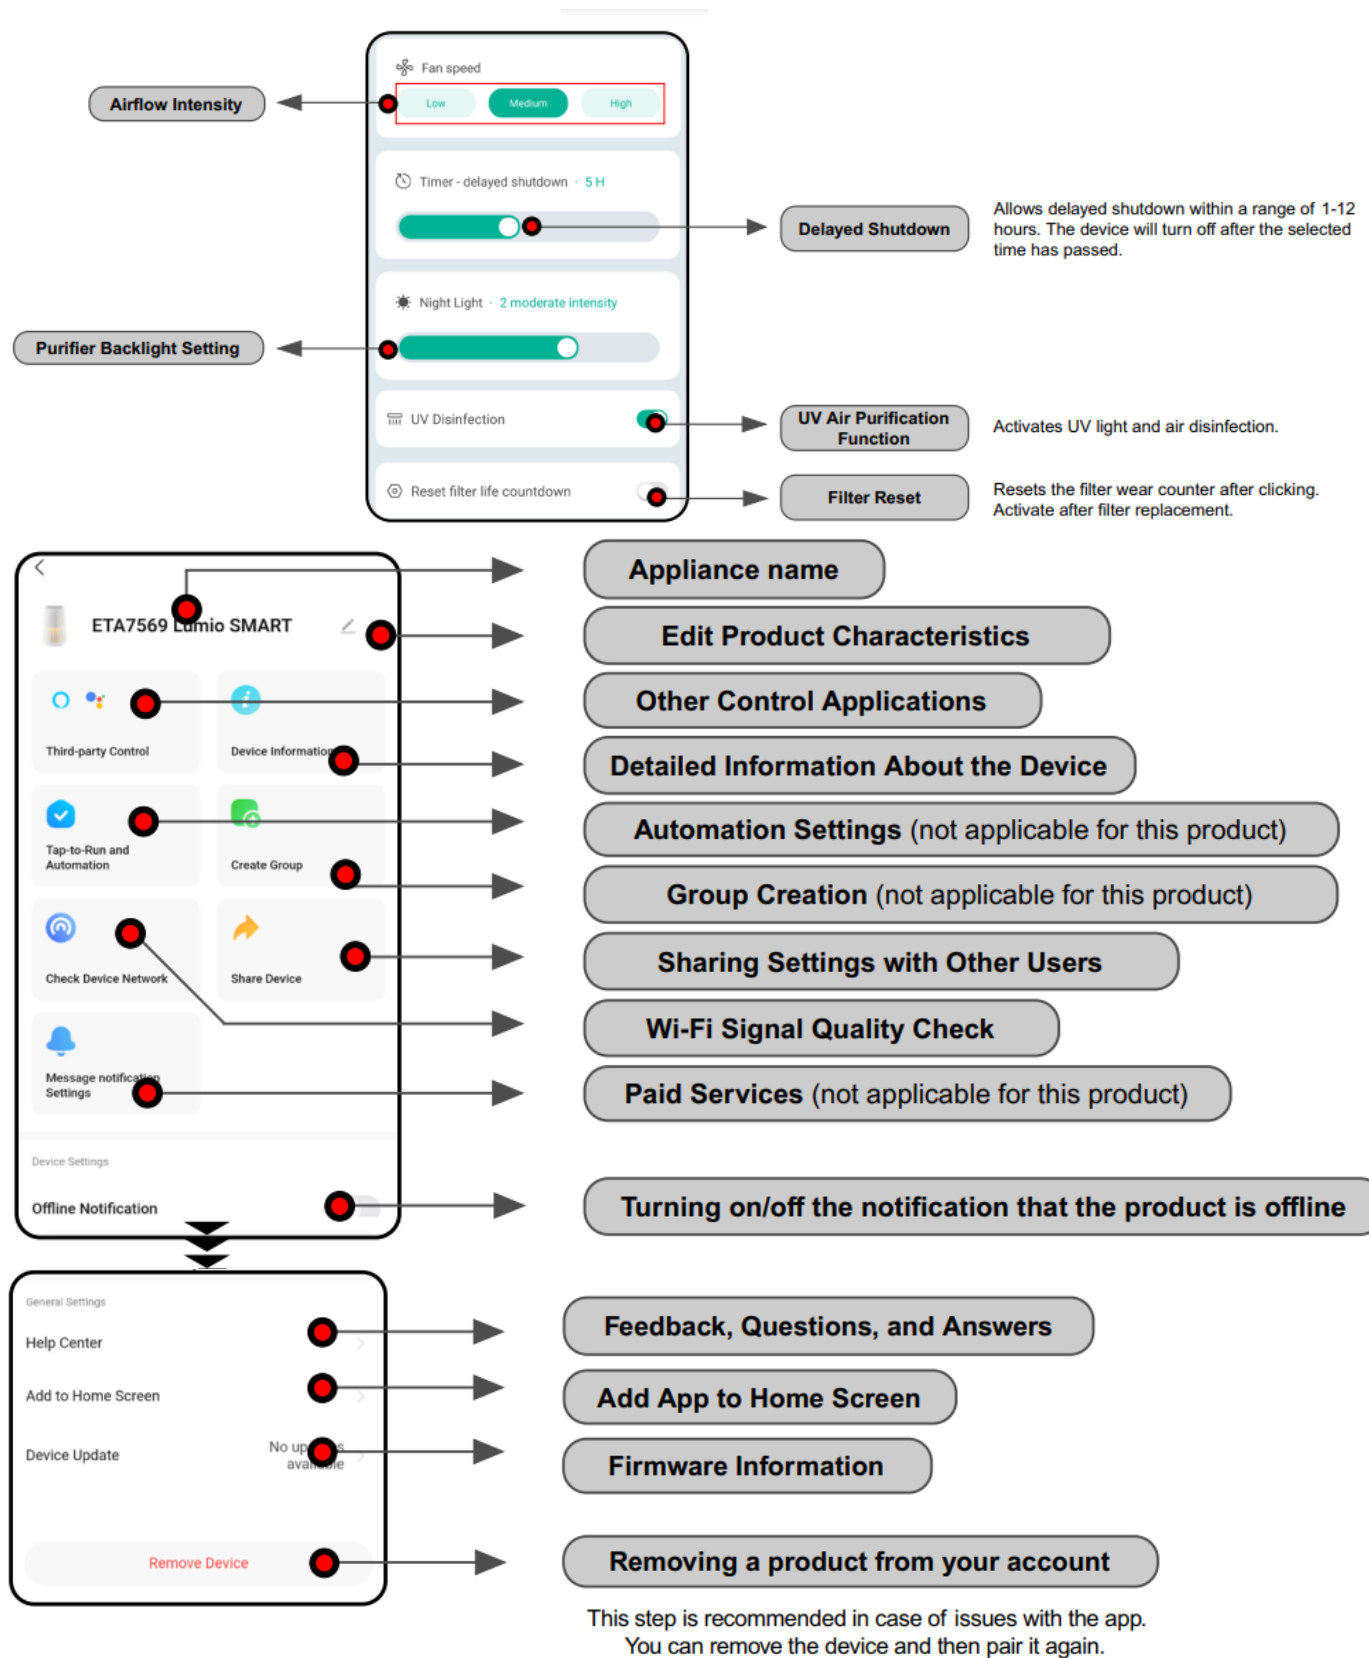 Fan speed
Airflow Intensity
Low Medium High
Timer - delayed shutdown · 5 H
Delayed Shutdown
Allows delayed shutdown within a range of 1-12
hours. The device will turn off after the selected
time has passed.
Night Light · 2 moderate intensity
Purifier Backlight Setting
UV Disinfection
UV Air Purification
Function
Activates UV light and air disinfection.
Reset filter life countdown
Filter Reset
Resets the filter wear counter after clicking.
Activate after filter replacement.
Appliance name
ETA7569 Lumio SMART
Edit Product Characteristics
Other Control Applications
Third-party Control
Device Information
Detailed Information About the Device
Automation Settings (not applicable for this product)
Tap-to-Run and
Automation
Create Group
Group Creation (not applicable for this product)
Sharing Settings with Other Users
Check Device Network
Share Device
Wi-Fi Signal Quality Check
Message notification
Settings
Paid Services (not applicable for this product)
Device Settings
Offline Notification
Turning on/off the notification that the product is offline
General Settings
Help Center
Feedback, Questions, and Answers
Add to Home Screen
Add App to Home Screen
Device Update
No updates
available
Firmware Information
Remove Device
Removing a product from your account
This step is recommended in case of issues with the app.
You can remove the device and then pair it again.